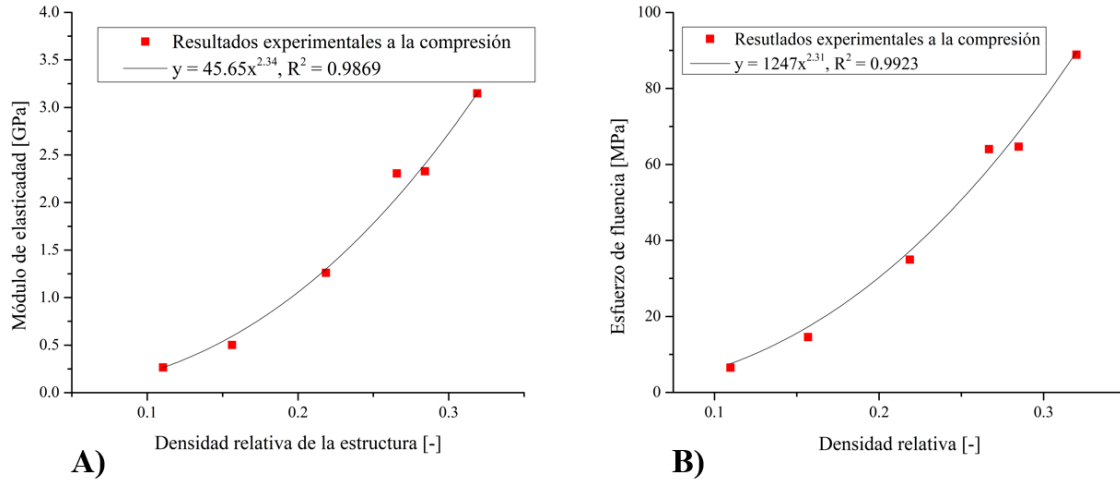 Resultados experimentales a la compresión
y = 45.65x^2.34, R^2 = 0.9869
4.0
3.5
3.0
2.5
2.0
1.5
1.0
0.5
0.0
Módulo de elasticadad [GPa]
0.1 0.2 0.3
Densidad relativa de la estructura [-]
A)
Resutlados experimentales a la compresión
y = 1247x^2.31, R^2 = 0.9923
100
80
60
40
20
0
Esfuerzo de fluencia [MPa]
0.1 0.2 0.3
Densidad relativa [-]
B)